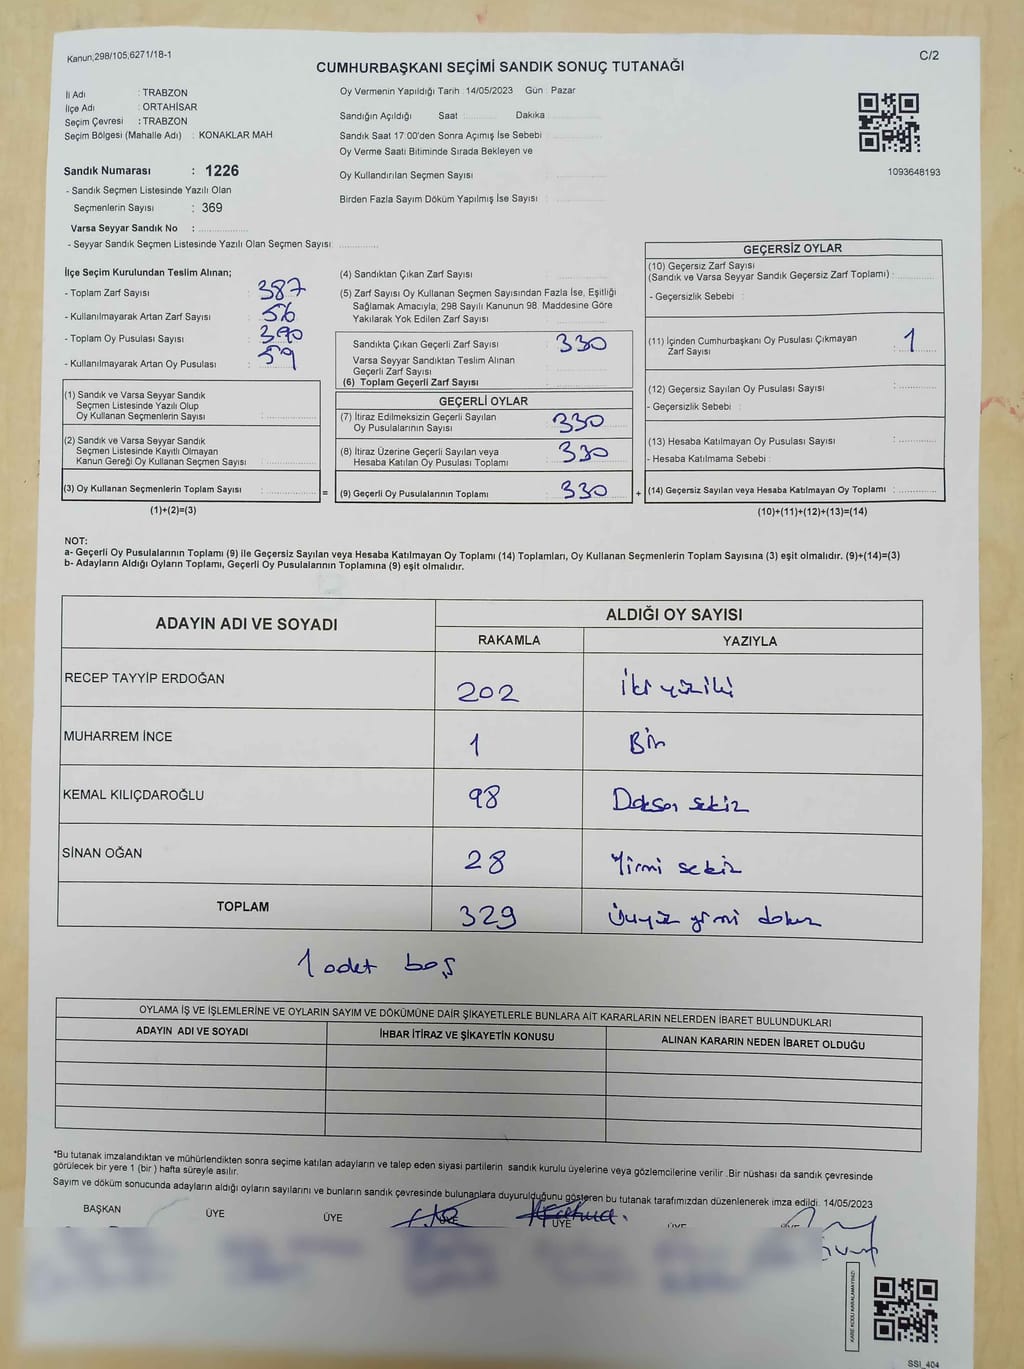 Kanun,298/105,6271/18-1
C/2
CUMHURBAŞKANI SEÇİMİ SANDIK SONUÇ TUTANAĞI
İl Adı : TRABZON
İlçe Adı : ORTAHİSAR
Seçim Çevresi : TRABZON
Seçim Bölgesi (Mahalle Adı) : KONAKLAR MAH
Sandık Numarası : 1226
- Sandık Seçmen Listesinde Yazılı Olan
Seçmenlerin Sayısı : 369
Varsa Seyyar Sandık No :
- Seyyar Sandık Seçmen Listesinde Yazılı Olan Seçmen Sayısı
Oy Vermenin Yapıldığı Tarih : 14/05/2023 Gün : Pazar
Sandığın Açıldığı Saat : Dakika
Sandık Saat 17:00'den Sonra Açımış İse Sebebi
Oy Verme Saati Bitiminde Sırada Bekleyen ve
Oy Kullandırılan Seçmen Sayısı :
Birden Fazla Sayım Döküm Yapılmış İse Sayısı :
1093648193
İlçe Seçim Kurulundan Teslim Alınan;
- Toplam Zarf Sayısı : 387
- Kullanılmayarak Artan Zarf Sayısı : 56
- Toplam Oy Pusulası Sayısı : 390
- Kullanılmayarak Artan Oy Pusulası : 59
(1) Sandık ve Varsa Seyyar Sandık
Seçmen Listesinde Yazılı Olup
Oy Kullanan Seçmenlerin Sayısı :
(2) Sandık ve Varsa Seyyar Sandık
Seçmen Listesinde Kayıtlı Olmayan
Kanun Gereği Oy Kullanan Seçmen Sayısı :
(3) Oy Kullanan Seçmenlerin Toplam Sayısı :
(1)+(2)=(3)
=
(4) Sandıktan Çıkan Zarf Sayısı
(5) Zarf Sayısı Oy Kullanan Seçmen Sayısından Fazla İse, Eşitliği
Sağlamak Amacıyla, 298 Sayılı Kanunun 98. Maddesine Göre
Yakılarak Yok Edilen Zarf Sayısı
Sandıkta Çıkan Geçerli Zarf Sayısı : 330
Varsa Seyyar Sandıktan Teslim Alınan
Geçerli Zarf Sayısı
(6) Toplam Geçerli Zarf Sayısı
GEÇERLİ OYLAR
(7) İtiraz Edilmeksizin Geçerli Sayılan
Oy Pusulalarının Sayısı : 330
(8) İtiraz Üzerine Geçerli Sayılan veya
Hesaba Katılan Oy Pusulası Toplamı : 330
(9) Geçerli Oy Pusulalarının Toplamı : 330
+
GEÇERSİZ OYLAR
(10) Geçersiz Zarf Sayısı
(Sandık ve Varsa Seyyar Sandık Geçersiz Zarf Toplamı) :
- Geçersizlik Sebebi :
(11) İçinden Cumhurbaşkanı Oy Pusulası Çıkmayan
Zarf Sayısı : 1
(12) Geçersiz Sayılan Oy Pusulası Sayısı :
- Geçersizlik Sebebi :
(13) Hesaba Katılmayan Oy Pusulası Sayısı :
- Hesaba Katılmama Sebebi :
(14) Geçersiz Sayılan veya Hesaba Katılmayan Oy Toplamı :
(10)+(11)+(12)+(13)=(14)
NOT:
a- Geçerli Oy Pusulalarının Toplamı (9) ile Geçersiz Sayılan veya Hesaba Katılmayan Oy Toplamı (14) Toplamları, Oy Kullanan Seçmenlerin Toplam Sayısına (3) eşit olmalıdır. (9)+(14)=(3)
b- Adayların Aldığı Oyların Toplamı, Geçerli Oy Pusulalarının Toplamına (9) eşit olmalıdır.
ADAYIN ADI VE SOYADI
ALDIĞI OY SAYISI
RAKAMLA YAZIYLA
RECEP TAYYİP ERDOĞAN 202 İki yüz iki
MUHARREM İNCE 1 Bir
KEMAL KILIÇDAROĞLU 98 Doksan sekiz
SİNAN OĞAN 28 Yirmi sekiz
TOPLAM 329 Üçyüz yirmi dokuz
1 adet boş
OYLAMA İŞ VE İŞLEMLERİNE VE OYLARIN SAYIM VE DÖKÜMÜNE DAİR ŞİKAYETLERLE BUNLARA AİT KARARLARIN NELERDEN İBARET BULUNDUKLARI
ADAYIN ADI VE SOYADI İHBAR İTİRAZ VE ŞİKAYETİN KONUSU ALINAN KARARIN NEDEN İBARET OLDUĞU
*Bu tutanak imzalandıktan ve mühürlendikten sonra seçime katılan adayların ve talep eden siyasi partilerin sandık kurulu üyelerine veya gözlemcilerine verilir .Bir nüshası da sandık çevresinde
görülecek bir yere 1 (bir ) hafta süreyle asılır.
Sayım ve döküm sonucunda adayların aldığı oyların sayılarını ve bunların sandık çevresinde bulunanlara duyurulduğunu gösteren bu tutanak tarafımızdan düzenlenerek imza edildi. 14/05/2023
BAŞKAN ÜYE ÜYE ÜYE ÜYE ÜYE ÜYE
KARE KODU KARALAMAYINIZ!
SSI_404